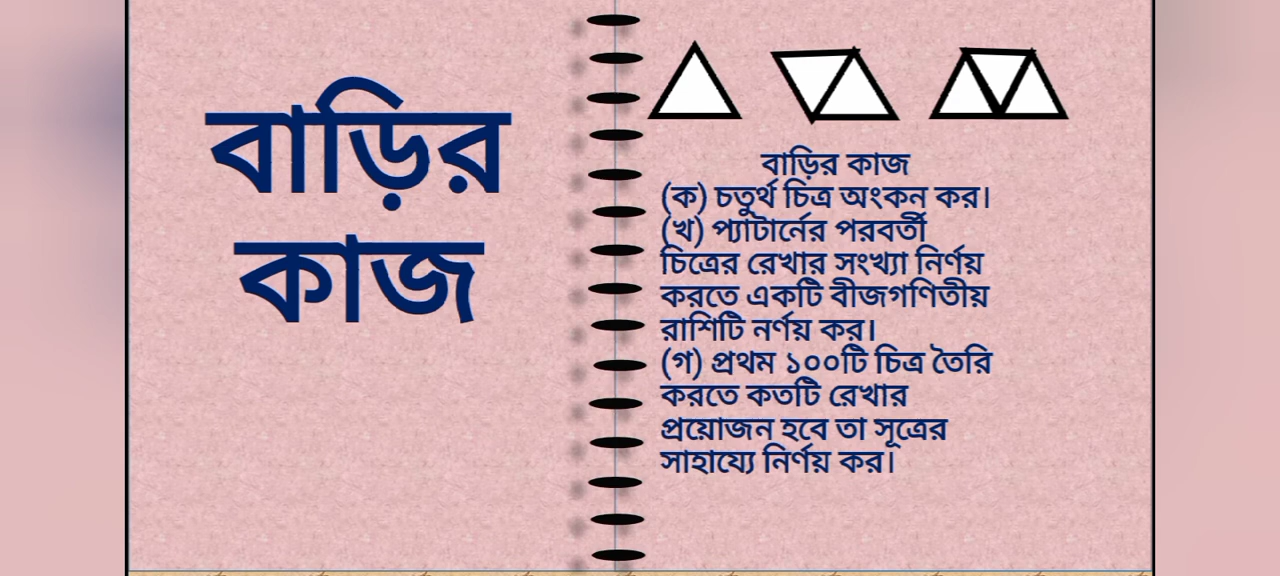 বাড়ির
কাজ
বাড়ির কাজ
(ক) চতুর্থ চিত্র অংকন কর।
(খ) প্যাটার্নের পরবর্তী
চিত্রের রেখার সংখ্যা নির্ণয়
করতে একটি বীজগণিতীয়
রাশিটি নর্ণয় কর।
(গ) প্রথম ১০০টি চিত্র তৈরি
করতে কতটি রেখার
প্রয়োজন হবে তা সূত্রের
সাহায্যে নির্ণয় কর।